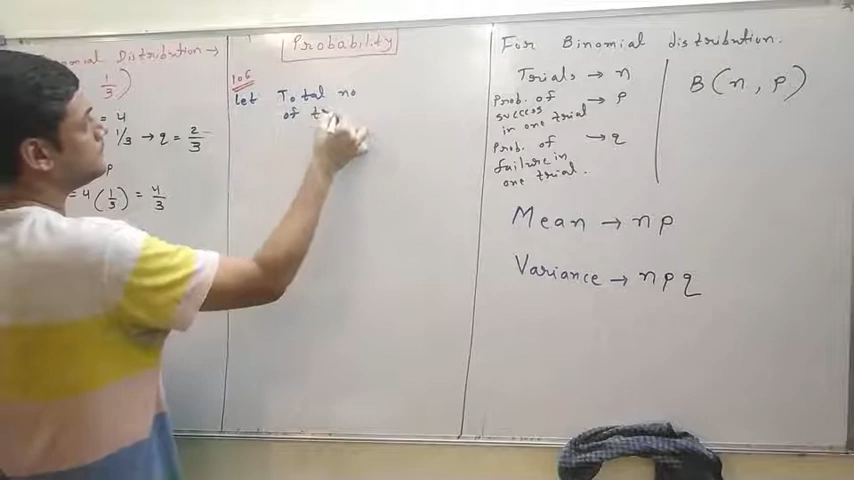 omial Distribution →
1/3)
= 4
1/3 → q = 2/3
p
= 4 (1/3) = 4/3
Probability
106
let Total no
of t
For Binomial distribution.
Trials → n
Prob. of success in one trial → p
Prob. of failure in one trial. → q
B(n, p)
Mean → np
Variance → npq